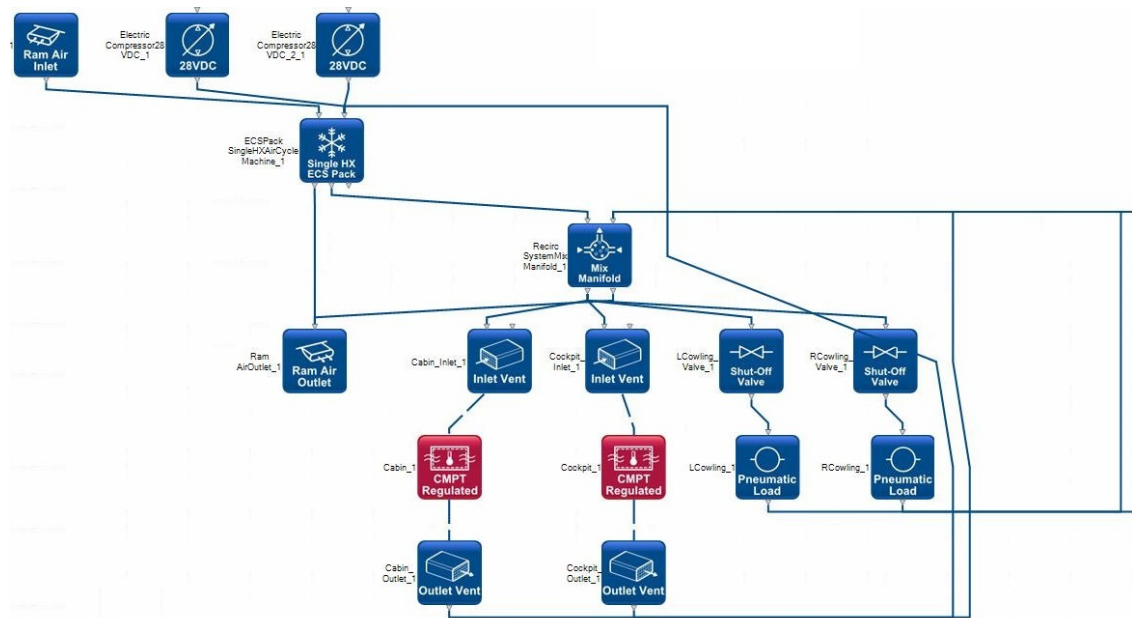 Ram Air
Inlet
Electric
Compressor28
VDC_1
28VDC
Electric
Compressor28
VDC_2_1
28VDC
ECSPack
SingleHXAirCycle
Machine_1
Single HX
ECS Pack
Recirc
Manifold_1
Mix
Manifold
Ram
AirOutlet_1
Ram Air
Outlet
Cabin_Inlet_1
Inlet Vent
Cockpit_
Inlet_1
Inlet Vent
LCowling_
Valve_1
Shut-Off
Valve
RCowling_
Valve_1
Shut-Off
Valve
Cabin_1
CMPT
Regulated
Cockpit_1
CMPT
Regulated
LCowling_1
Pneumatic
Load
RCowling_1
Pneumatic
Load
Cabin_
Outlet_1
Outlet Vent
Cockpit_
Outlet_1
Outlet Vent